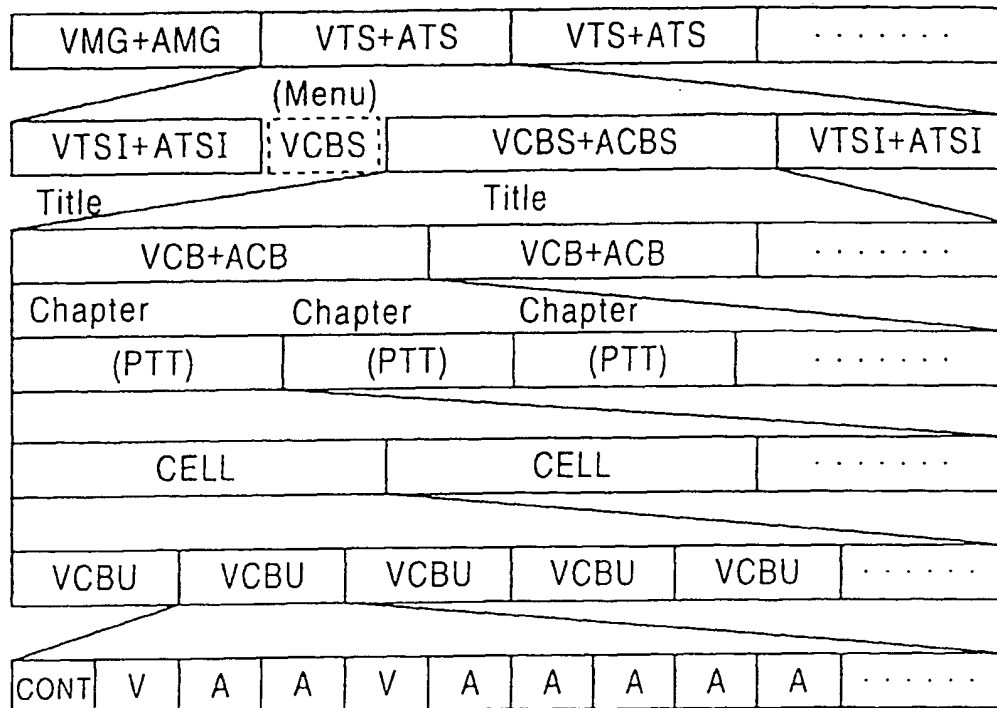 VMG+AMG VTS+ATS VTS+ATS .......
(Menu)
VTSI+ATSI VCBS VCBS+ACBS VTSI+ATSI
Title Title
VCB+ACB VCB+ACB .......
Chapter Chapter Chapter
(PTT) (PTT) (PTT) .......
CELL CELL .......
VCBU VCBU VCBU VCBU VCBU ......
CONT V A A V A A A A A ......